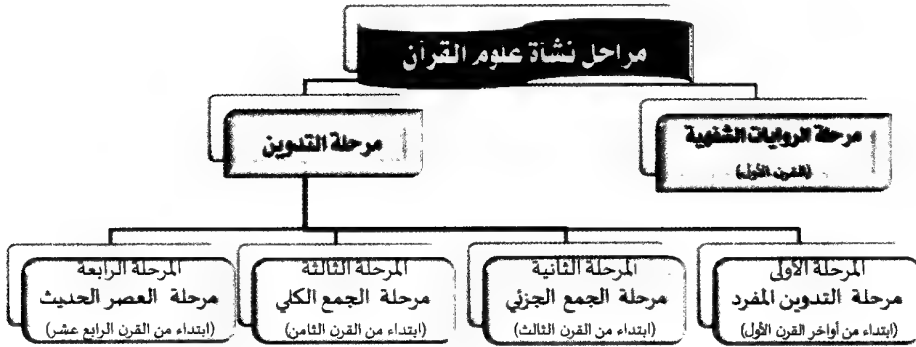 مراحل نشأة علوم القرآن
مرحلة الروايات الشفهية
(القرن الأول)
مرحلة التدوين
المرحلة الأولى
مرحلة التدوين المفرد
(ابتداء من أواخر القرن الأول)
المرحلة الثانية
مرحلة الجمع الجزئي
(ابتداء من القرن الثالث)
المرحلة الثالثة
مرحلة الجمع الكلي
(ابتداء من القرن الثامن)
المرحلة الرابعة
مرحلة العصر الحديث
(ابتداء من القرن الرابع عشر)